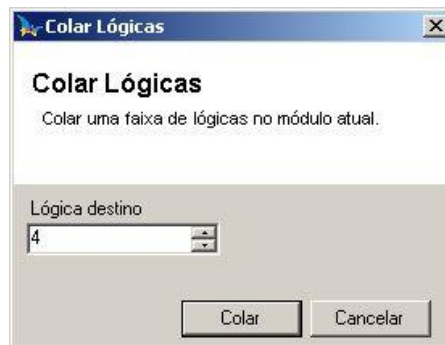 Colar Lógicas
Colar Lógicas
Colar uma faixa de lógicas no módulo atual.
Lógica destino
4
Colar
Cancelar